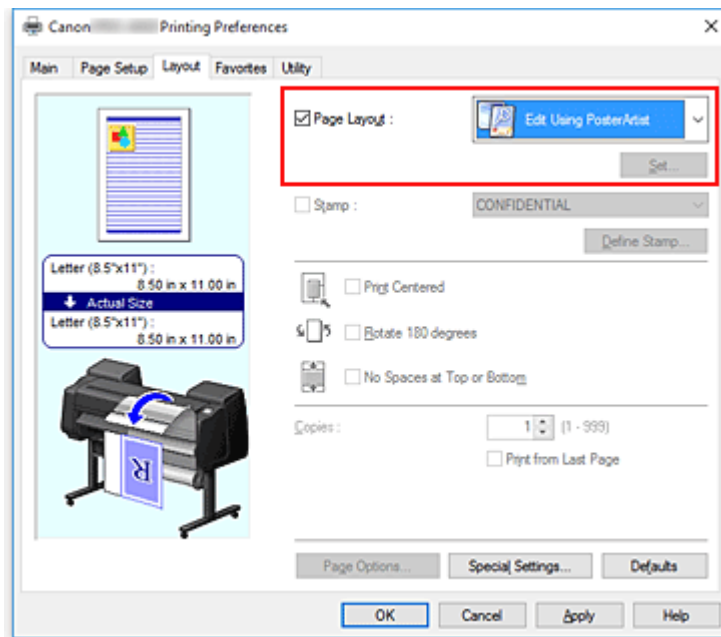 Canon Printing Preferences
Main Page Setup Layout Favorites Utility
Page Layout : Edit Using PosterArtist
Set...
Stamp : CONFIDENTIAL
Define Stamp...
Letter (8.5"x11") :
8.50 in x 11.00 in
Actual Size
Letter (8.5"x11") :
8.50 in x 11.00 in
Print Centered
Rotate 180 degrees
No Spaces at Top or Bottom
Copies : 1 (1 - 999)
Print from Last Page
R
Page Options... Special Settings... Defaults
OK Cancel Apply Help